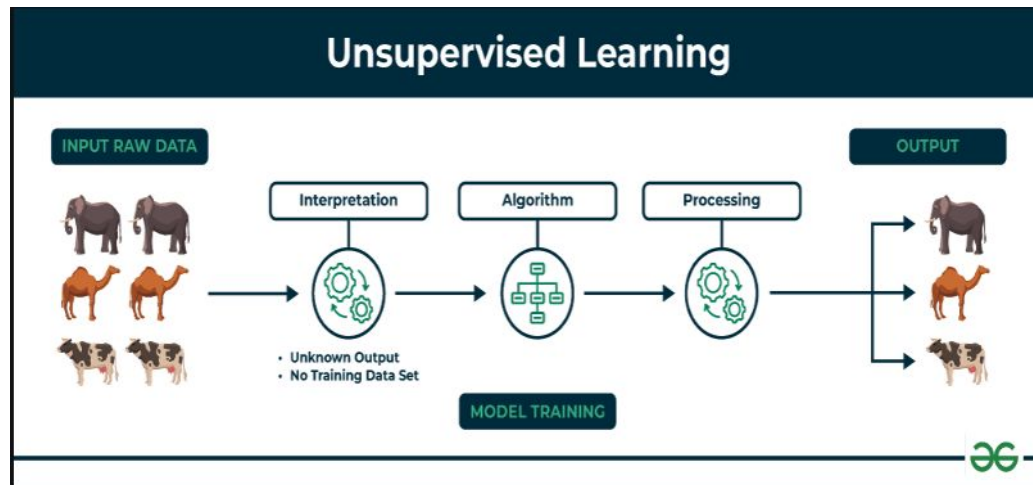 Unsupervised Learning
INPUT RAW DATA
OUTPUT
Interpretation
Algorithm
Processing
• Unknown Output
• No Training Data Set
MODEL TRAINING